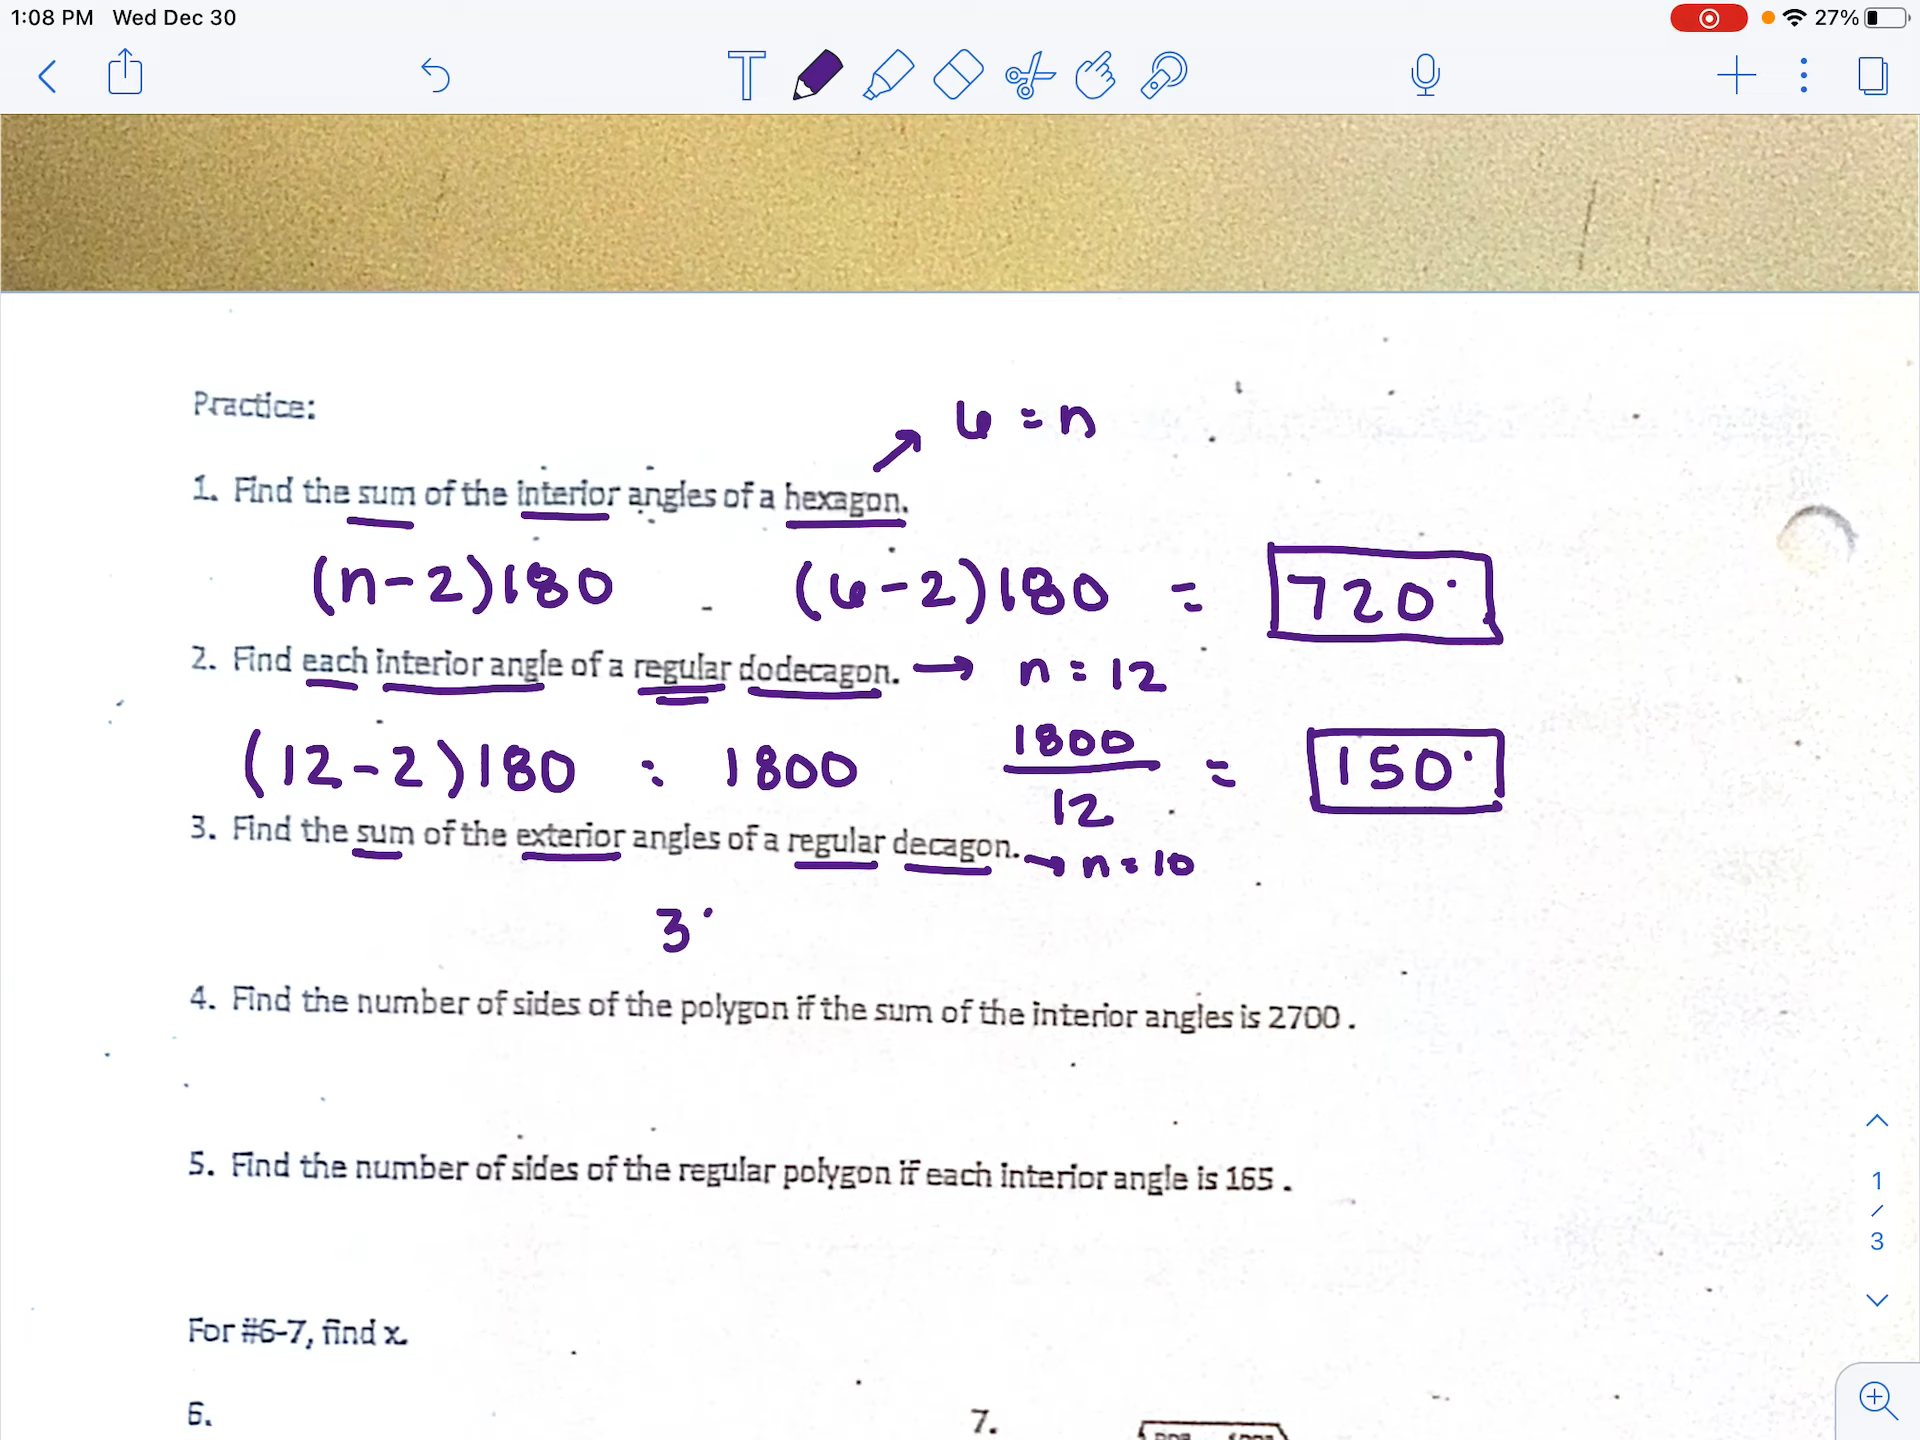 1:08 PM Wed Dec 30
27%
T
Practice:
6 = n
1. Find the sum of the interior angles of a hexagon.
(n-2)180 (6-2)180 = 720°
2. Find each interior angle of a regular dodecagon. → n = 12
(12-2)180 = 1800 1800/12 = 150°
3. Find the sum of the exterior angles of a regular decagon. → n = 10
3
4. Find the number of sides of the polygon if the sum of the interior angles is 2700 .
5. Find the number of sides of the regular polygon if each interior angle is 165 .
1
/
3
For #6-7, find x.
6.
7.